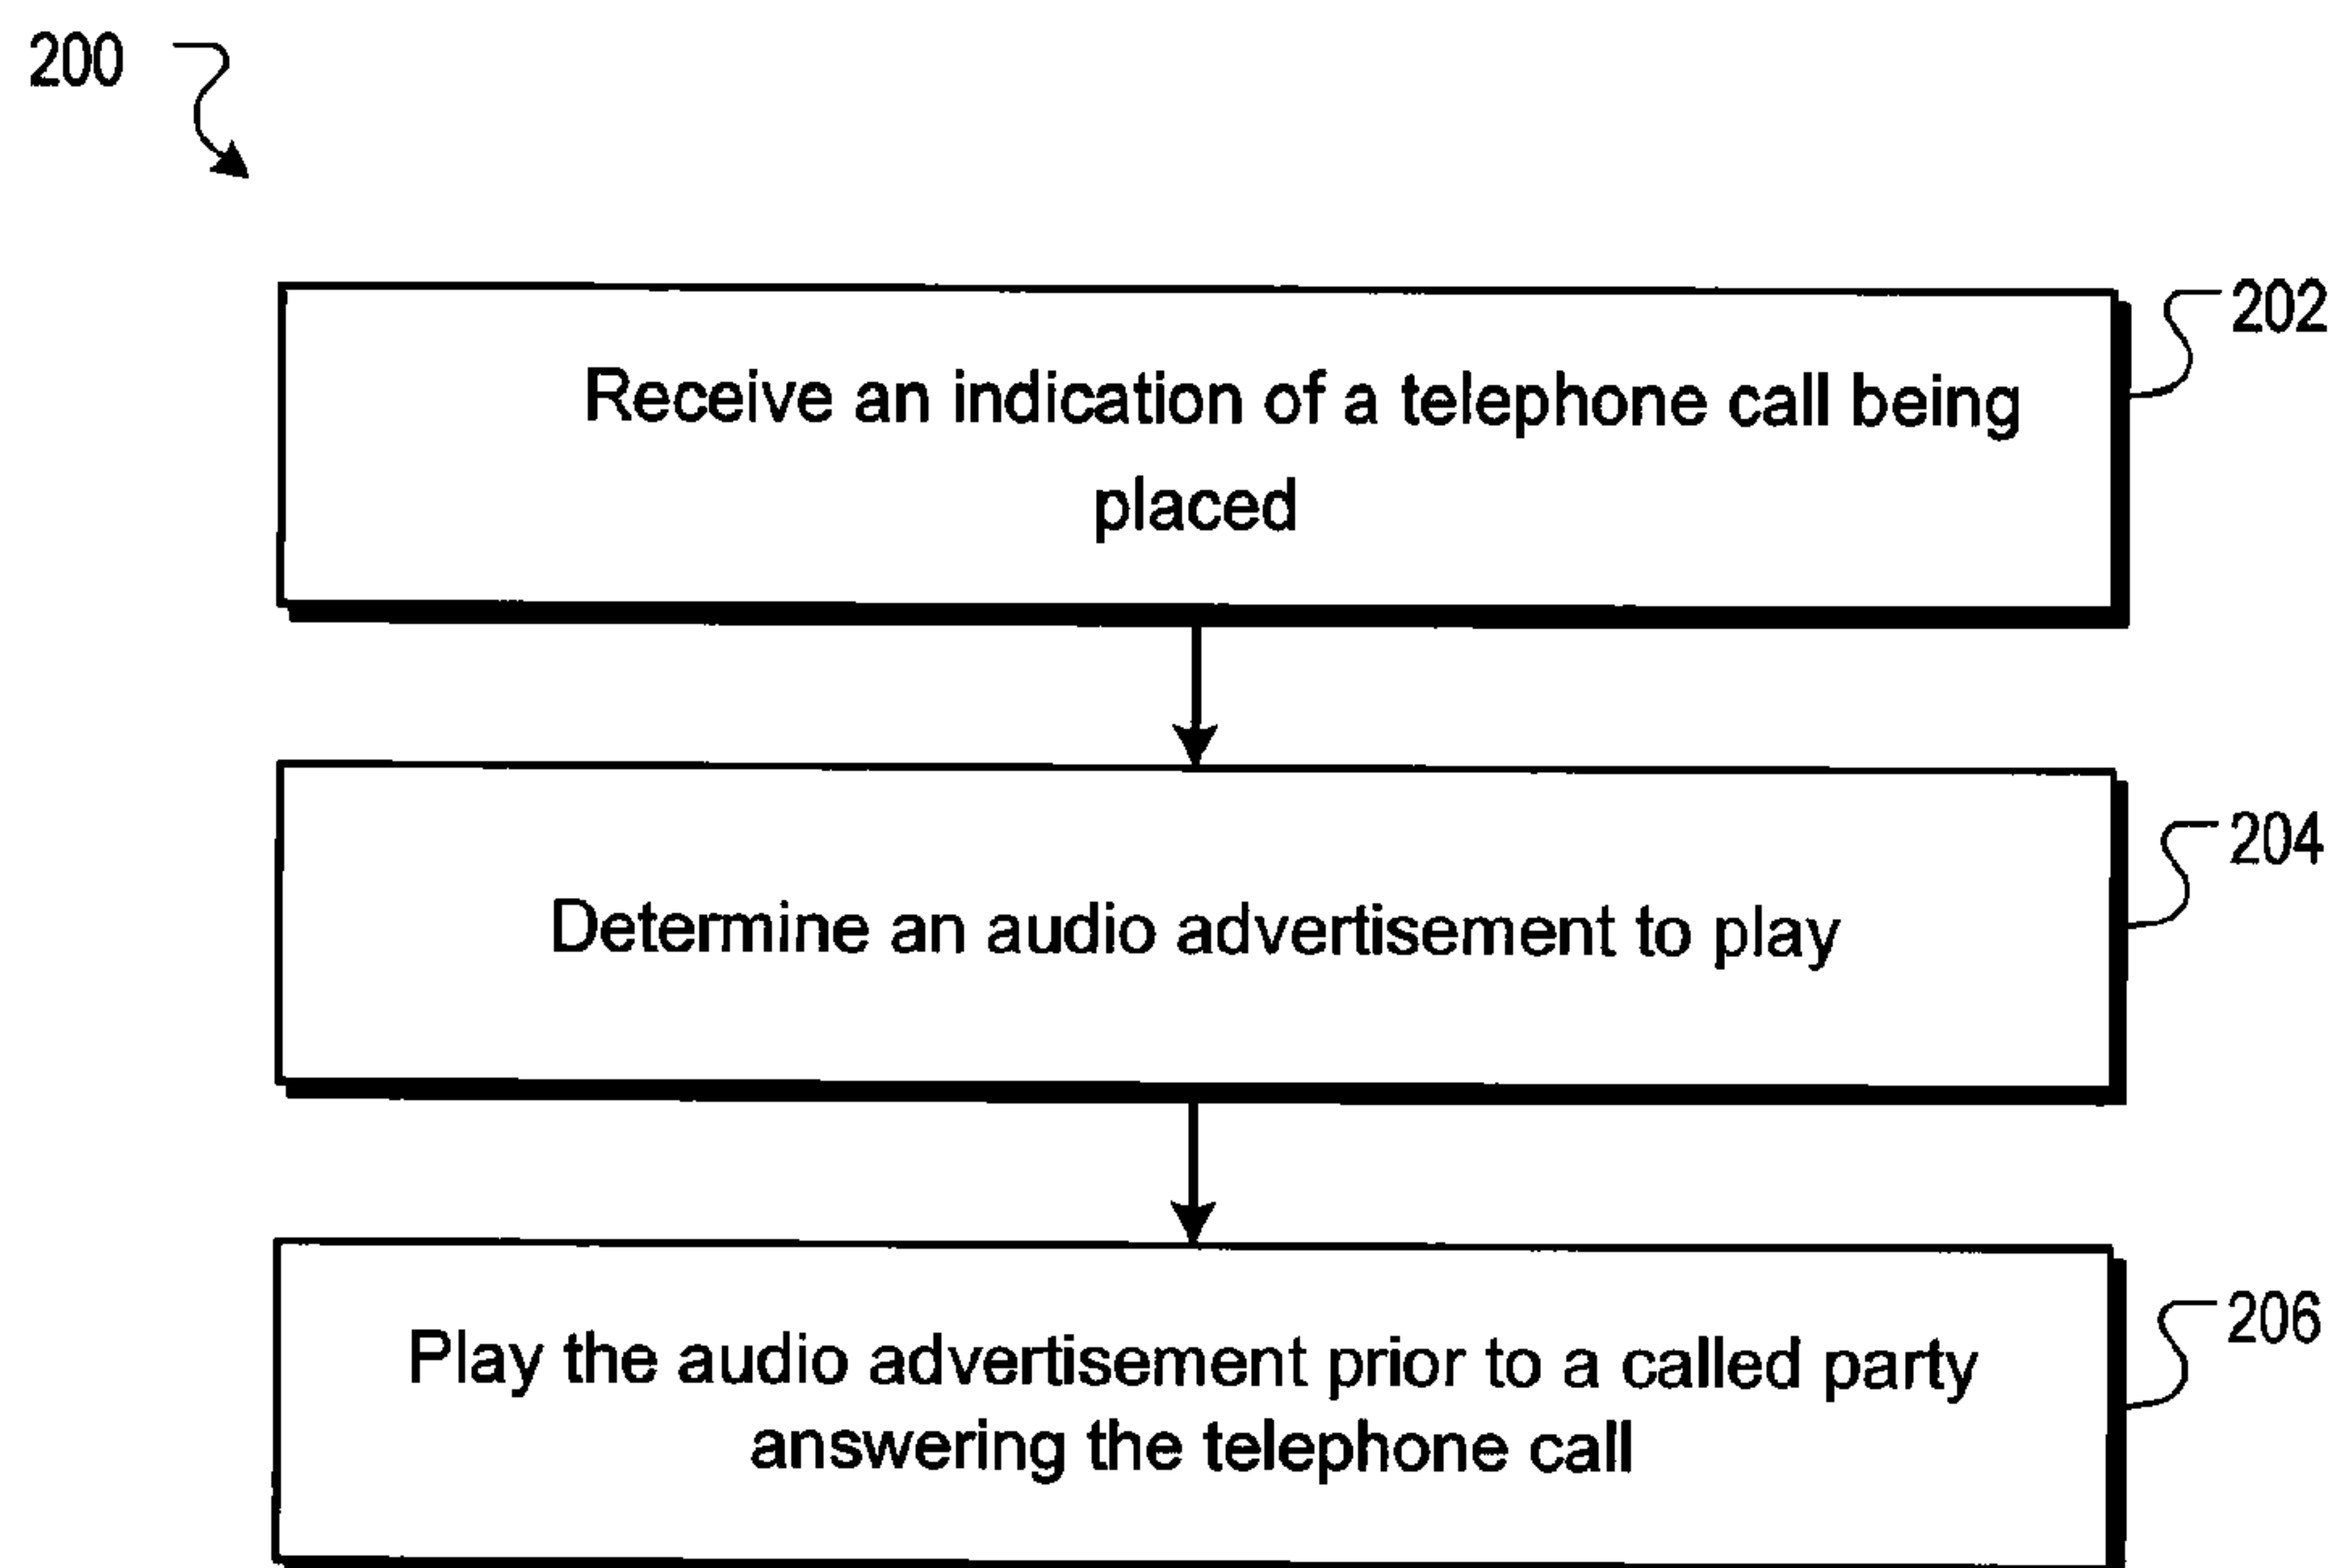 200
202
Receive an indication of a telephone call being
placed
204
Determine an audio advertisement to play
206
Play the audio advertisement prior to a called party
answering the telephone call